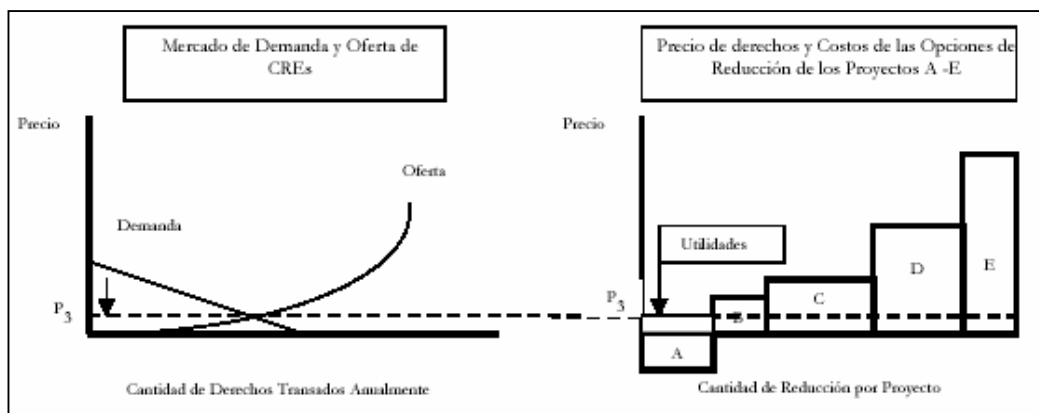 Mercado de Demanda y Oferta de
CREs
Precio de derechos y Costos de las Opciones de
Reducción de los Proyectos A -E
Precio
Precio
Oferta
Demanda
Utilidades
P3
P3
A
B
C
D
E
Cantidad de Derechos Transados Anualmente
Cantidad de Reducción por Proyecto